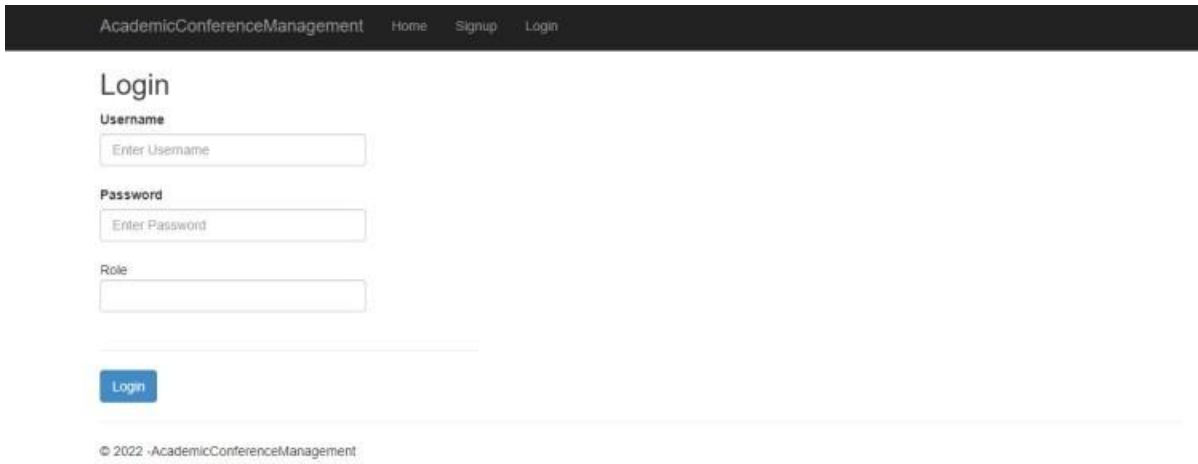 AcademicConferenceManagement Home Signup Login
Login
Username
Enter Username
Password
Enter Password
Role
Login
© 2022 -AcademicConferenceManagement